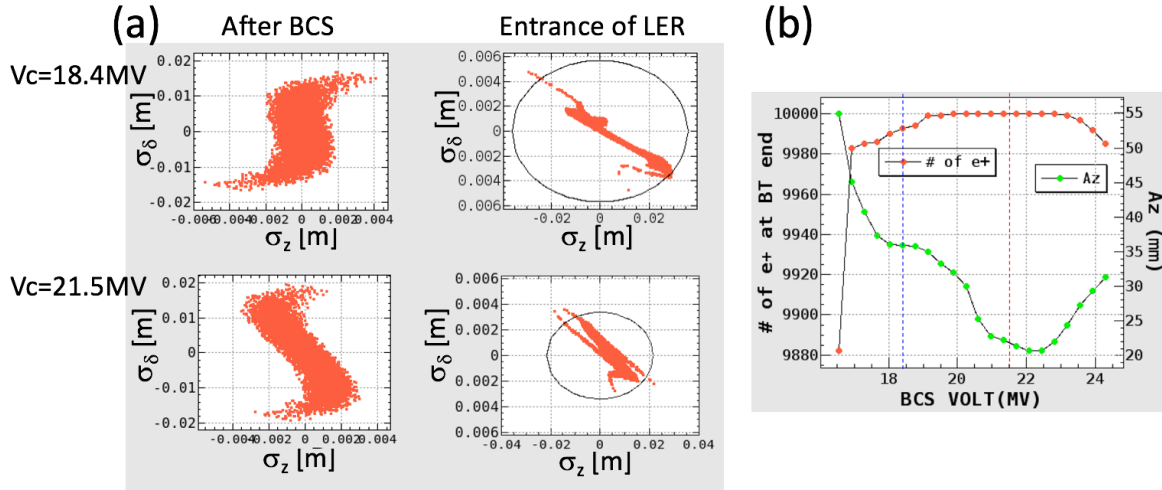 (a)
After BCS
Entrance of LER
Vc=18.4MV
σδ [m]
0.02
0.01
0
-0.01
-0.02
-0.006 0.004 0.002 0 0.002 0.004
σz [m]
σδ [m]
0.006
0.004
0.002
0
0.002
0.004
0.006
-0.04 -0.02 0 0.02 0.04
σz [m]
Vc=21.5MV
σδ [m]
0.02
0.01
0
-0.01
-0.02
-0.004 -0.002 0 0.002 0.004
σz [m]
σδ [m]
0.006
0.004
0.002
0
0.002
0.004
0.006
-0.04 -0.02 0 0.02 0.04
σz [m]
(b)
# of e+ at BT end
10000
9980
9960
9940
9920
9900
9880
# of e+
Az
55
50
45
40
35
30
25
20
Az (mm)
18 20 22 24
BCS VOLT(MV)